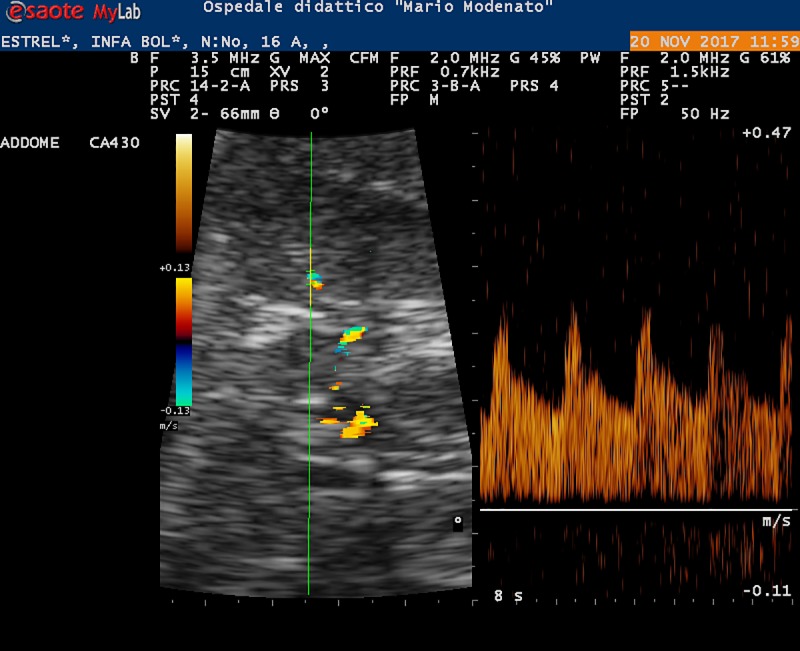 esaote MyLab
Ospedale didattico "Mario Modenato"
ESTREL*, INFA BOL*, N:No, 16 A, ,
20 NOV 2017 11:59
B F 3.5 MHz G MAX CFM F 2.0 MHz G 45% PW F 2.0 MHz G 61%
P 15 cm XV 2 PRF 0.7kHz PRF 1.5kHz
PRC 14-2-A PRS 3 PRC 3-B-A PRS 4 PRC 5--
PST 4 FP M PST 2
SV 2- 66mm θ 0° FP 50 Hz
ADDOME CA430
+0.47
+0.13
-0.13
m/s
m/s
-0.11
8 s